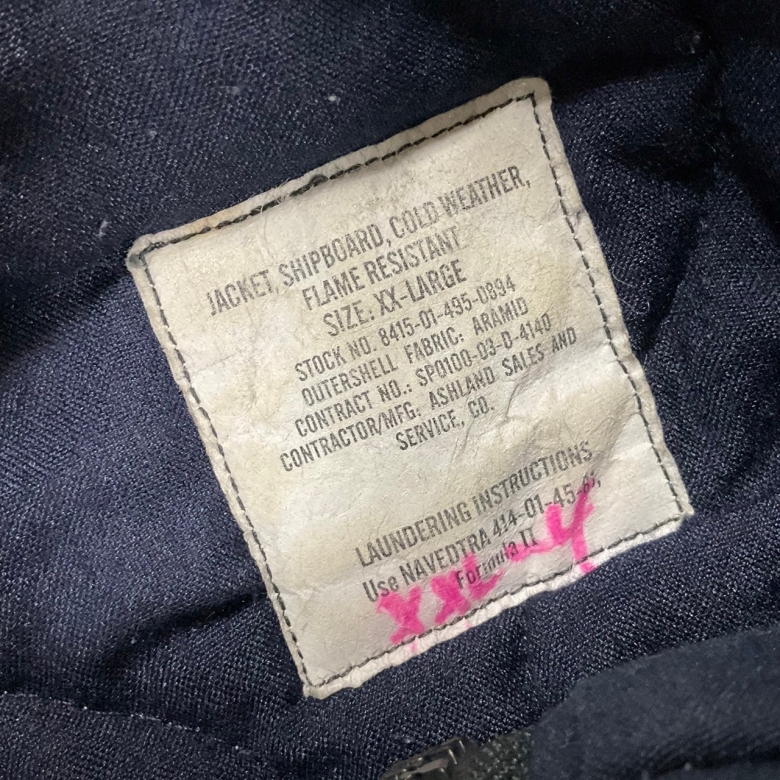 JACKET, SHIPBOARD, COLD WEATHER,
FLAME RESISTANT
SIZE: XX-LARGE
STOCK NO. 8415-01-495-0894
OUTERSHELL FABRIC: ARAMID
CONTRACT NO.: SP0100-03-D-4140
CONTRACTOR/MFG: ASHLAND SALES AND
SERVICE, CO.
LAUNDERING INSTRUCTIONS
Use NAVEDTRA 414-01-45-
Formula II
XXL